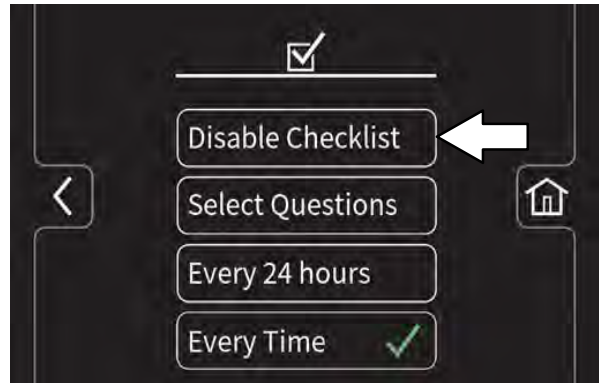 Disable Checklist
Select Questions
Every 24 hours
Every Time